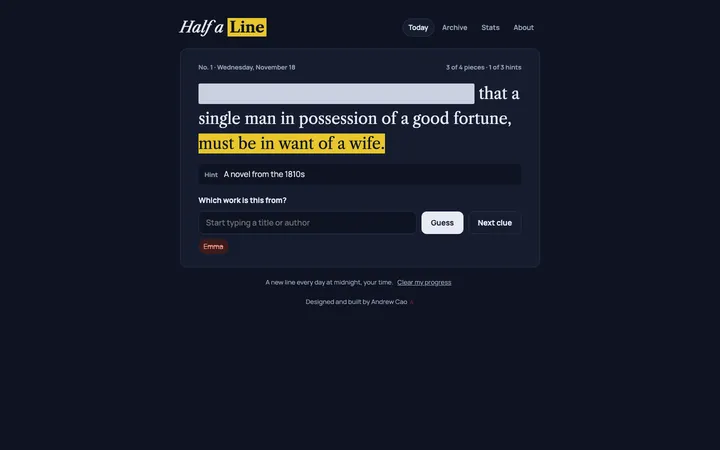 Half a Line
Today Archive Stats About
No. 1 · Wednesday, November 18
3 of 4 pieces · 1 of 3 hints
that a
single man in possession of a good fortune,
must be in want of a wife.
Hint A novel from the 1810s
Which work is this from?
Start typing a title or author
Guess
Next clue
Emma
A new line every day at midnight, your time. Clear my progress
Designed and built by Andrew Cao